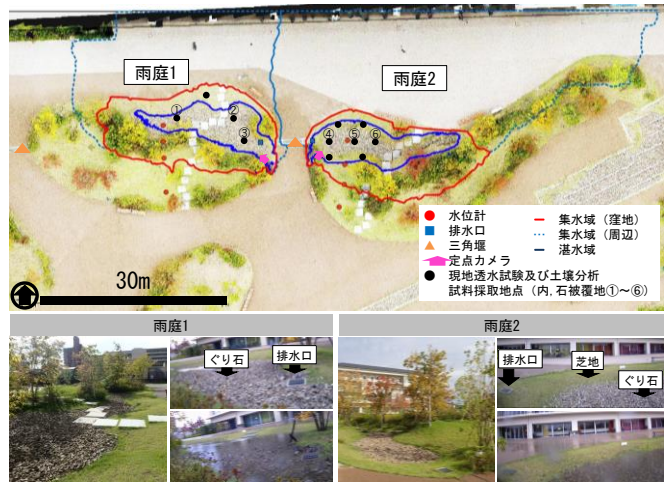 雨庭1
雨庭2
①
②
③
④
⑤
⑥
30m
水位計
排水口
三角堰
定点カメラ
現地透水試験及び土壌分析
試料採取地点（内，石被覆地①～⑥）
集水域（窪地）
集水域（周辺）
湛水域
雨庭1
雨庭2
ぐり石
排水口
排水口
芝地
ぐり石